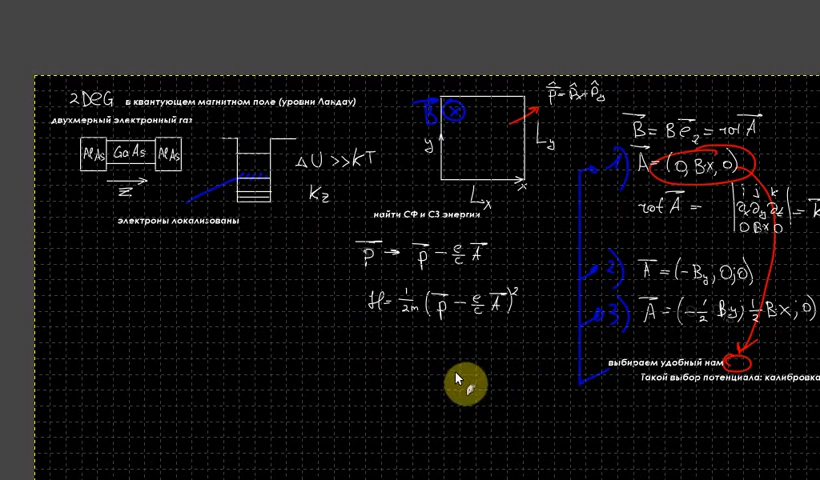 2DEG в квантующем магнитном поле (уровни Ландау)
двухмерный электронный газ
AlAs GaAs AlAs
z
ΔU >> kT
k_z
электроны локализованы
B
y
x
L_y
L_x
p̂ = p̂x + p̂y
найти СФ и СЗ энергии
p → p - e/c A
H = 1/2m (p - e/c A)²
B = B e_z = rot A
1) A = (0, Bx, 0)
rot A = | i j k |
∂x ∂y ∂z
0 Bx 0 | = k
2) A = (-By, 0; 0)
3) A = (-1/2 By; 1/2 Bx; 0)
выбираем удобный нам
Такой выбор потенциала: калибровка